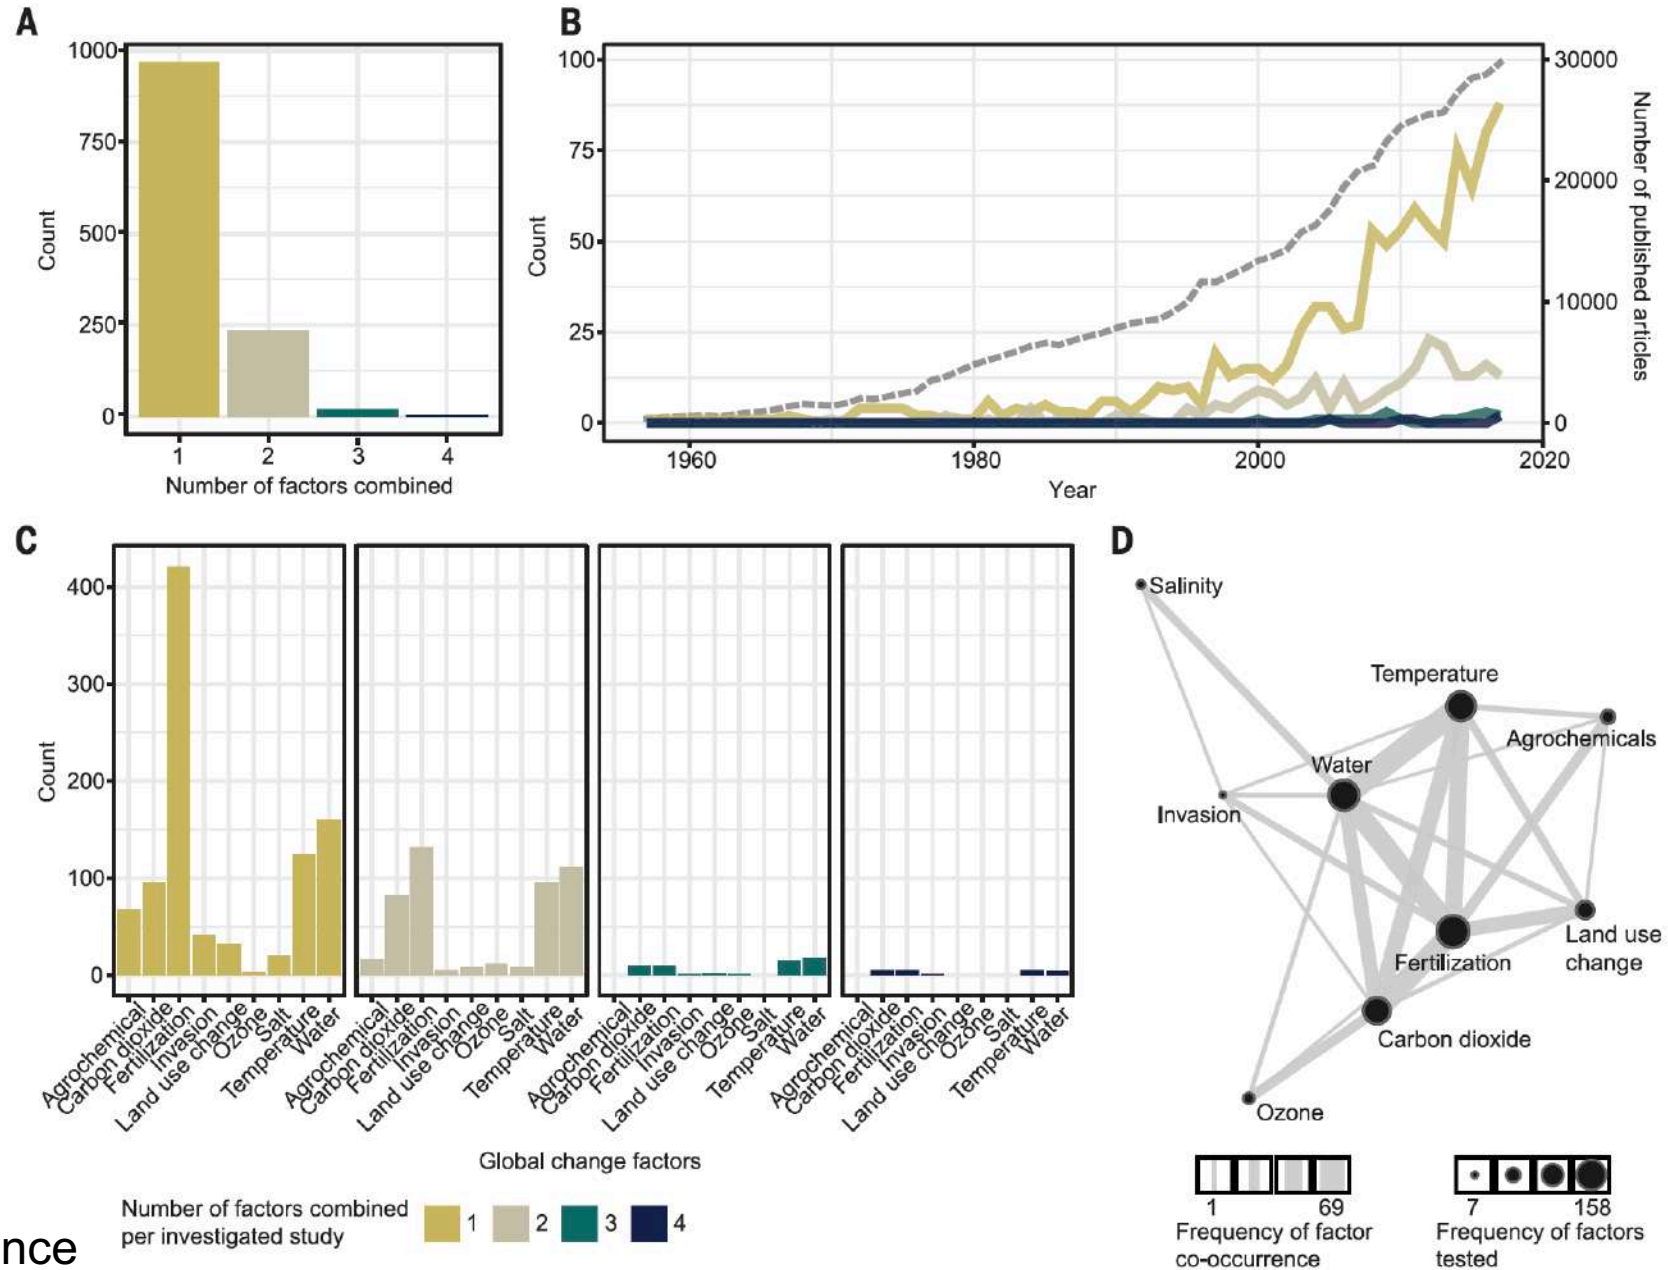 A
1000
750
500
250
0
Count
1 2 3 4
Number of factors combined
B
100
75
50
25
0
Count
30000
20000
10000
0
Number of published articles
1960 1980 2000 2020
Year
C
400
300
200
100
0
Count
Agrochemical
Carbon dioxide
Fertilization
Invasion
Land use change
Ozone
Salt
Temperature
Water
Agrochemical
Carbon dioxide
Fertilization
Invasion
Land use change
Ozone
Salt
Temperature
Water
Agrochemical
Carbon dioxide
Fertilization
Invasion
Land use change
Ozone
Salt
Temperature
Water
Agrochemical
Carbon dioxide
Fertilization
Invasion
Land use change
Ozone
Salt
Temperature
Water
Global change factors
Number of factors combined
per investigated study
1 2 3 4
D
Salinity
Temperature
Agrochemicals
Water
Invasion
Land use
change
Fertilization
Carbon dioxide
Ozone
1 69
Frequency of factor
co-occurrence
7 158
Frequency of factors
tested
nce